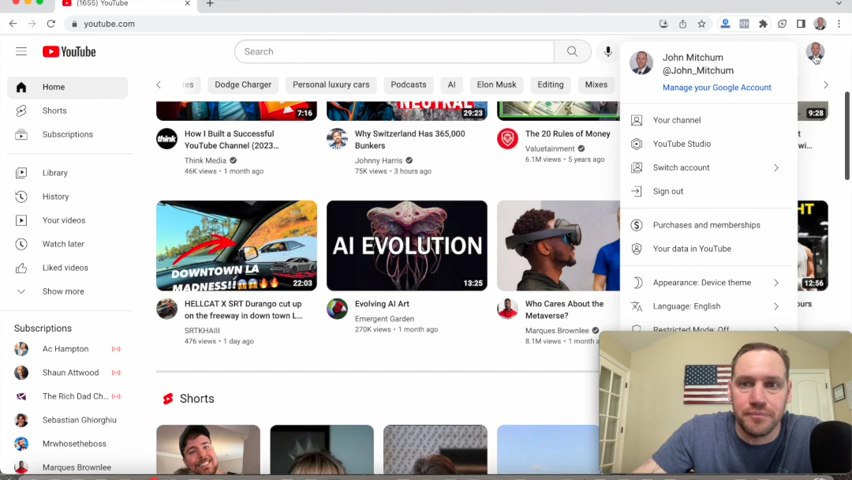 (1655) YouTube
youtube.com
YouTube
Search
Home
Shorts
Subscriptions
Library
History
Your videos
Watch later
Liked videos
Show more
Subscriptions
Ac Hampton
Shaun Attwood
The Rich Dad Ch...
Sebastian Ghiorghiu
Mrwhosetheboss
Marques Brownlee
Dodge Charger
Personal luxury cars
Podcasts
AI
Elon Musk
Editing
Mixes
7:16
NEUTRAL
29:23
9:28
How I Built a Successful
YouTube Channel (2023...
Think Media
46K views • 1 month ago
think
Why Switzerland Has 365,000
Bunkers
Johnny Harris
75K views • 3 hours ago
The 20 Rules of Money
Valuetainment
6.1M views • 5 years ago
DOWNTOWN LA
MADNESS!!
22:03
HELLCAT X SRT Durango cut up
on the freeway in down town L...
SRTKHAIII
476 views • 1 day ago
AI EVOLUTION
13:25
Evolving AI Art
Emergent Garden
270K views • 1 month ago
Who Cares About the
Metaverse?
Marques Brownlee
8.1M views • 1 month a
12:56
ours
John Mitchum
@John_Mitchum
Manage your Google Account
Your channel
YouTube Studio
Switch account
Sign out
Purchases and memberships
Your data in YouTube
Appearance: Device theme
Language: English
Restricted Mode: Off
Shorts